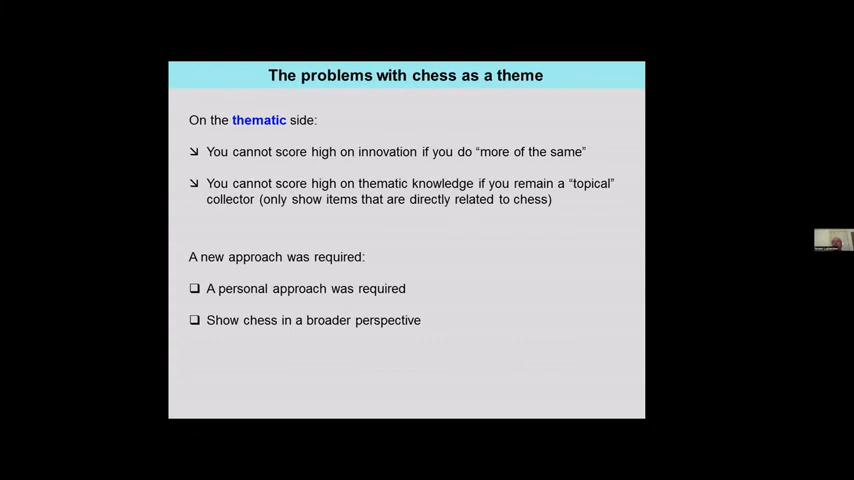 The problems with chess as a theme
On the thematic side:
You cannot score high on innovation if you do “more of the same”
You cannot score high on thematic knowledge if you remain a “topical”
collector (only show items that are directly related to chess)
A new approach was required:
A personal approach was required
Show chess in a broader perspective